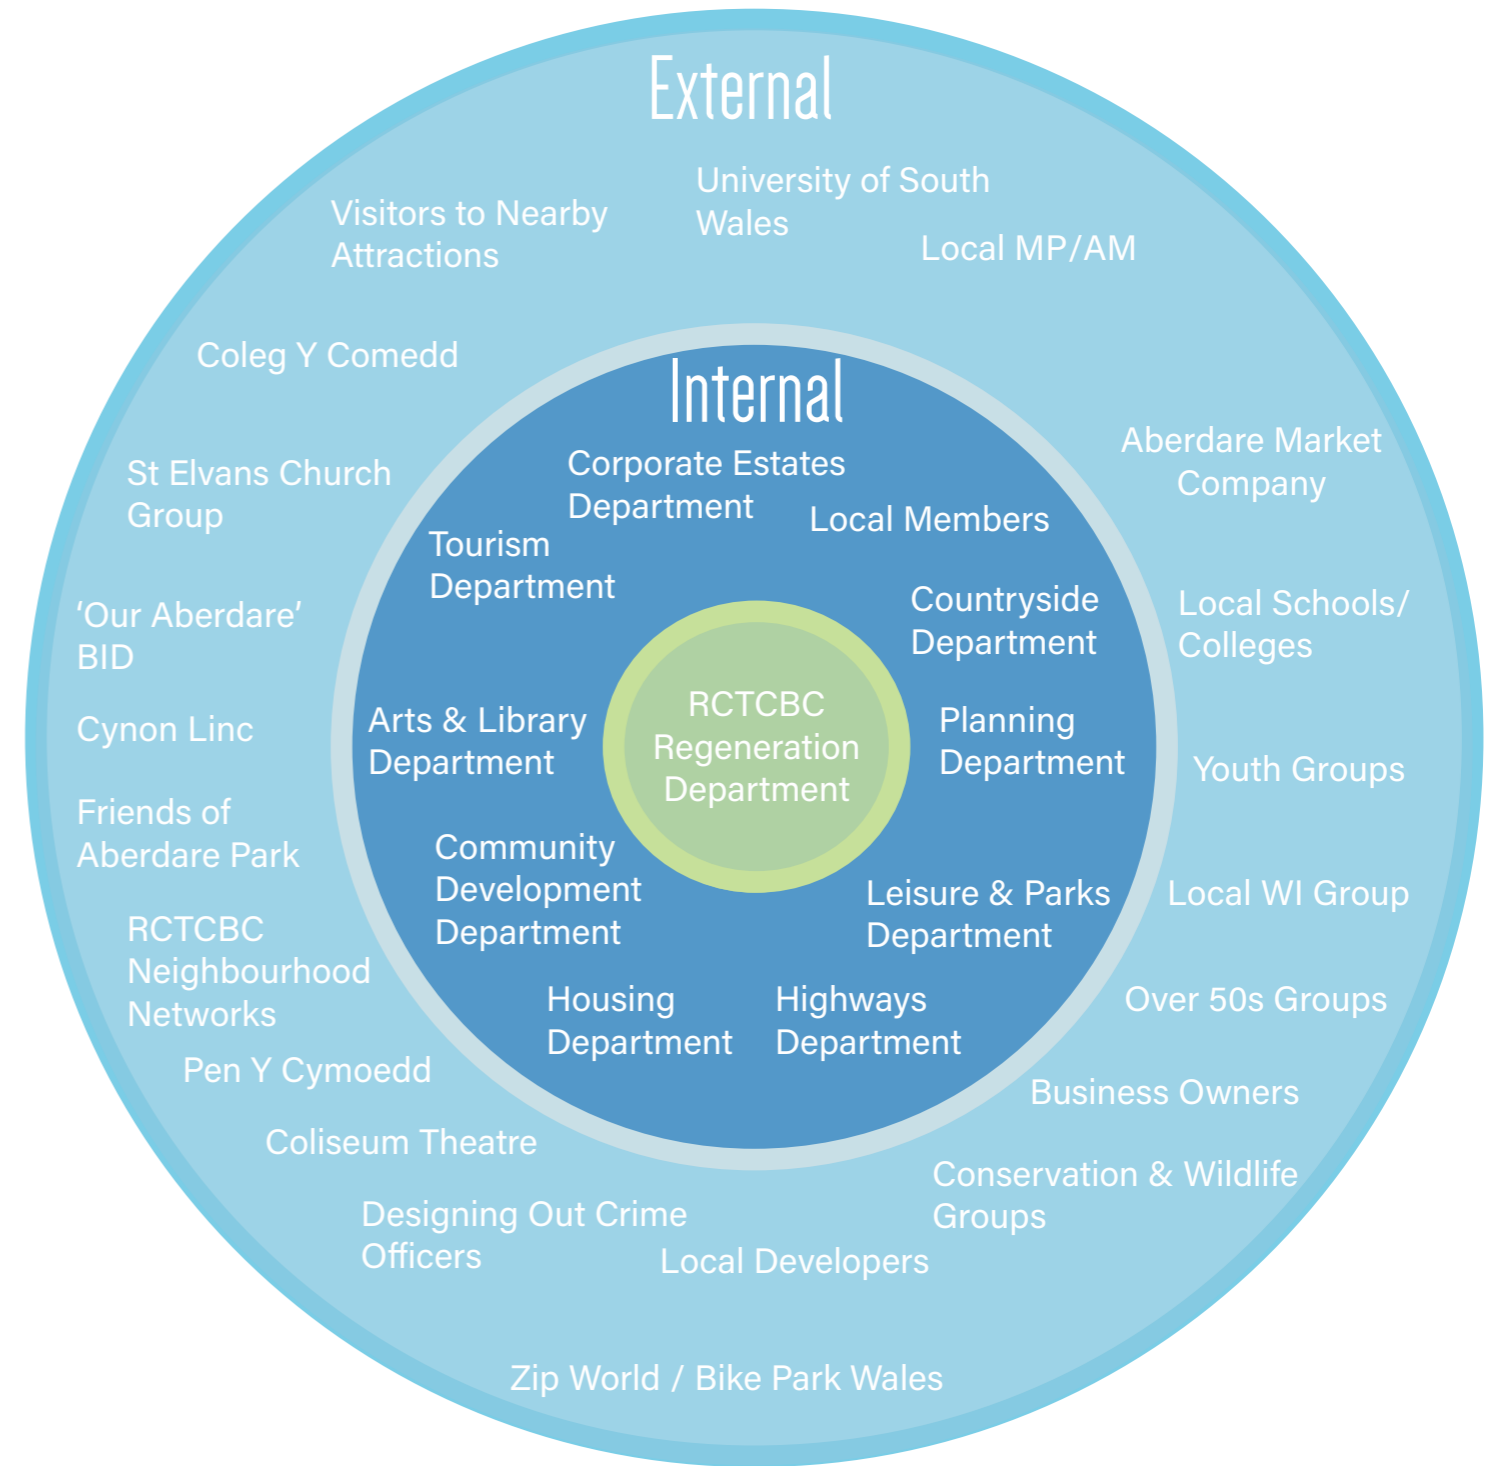 External
University of South
Wales
Visitors to Nearby
Attractions
Local MP/AM
Coleg Y Comedd
Internal
Aberdare Market
Company
Corporate Estates
Department
St Elvans Church
Group
Local Members
Tourism
Department
Countryside
Department
Local Schools/
Colleges
‘Our Aberdare’
BID
RCTCBC
Regeneration
Department
Arts & Library
Department
Planning
Department
Cynon Linc
Youth Groups
Friends of
Aberdare Park
Community
Development
Department
Leisure & Parks
Department
Local WI Group
RCTCBC
Neighbourhood
Networks
Housing
Department
Highways
Department
Over 50s Groups
Pen Y Cymoedd
Business Owners
Coliseum Theatre
Conservation & Wildlife
Groups
Designing Out Crime
Officers
Local Developers
Zip World / Bike Park Wales